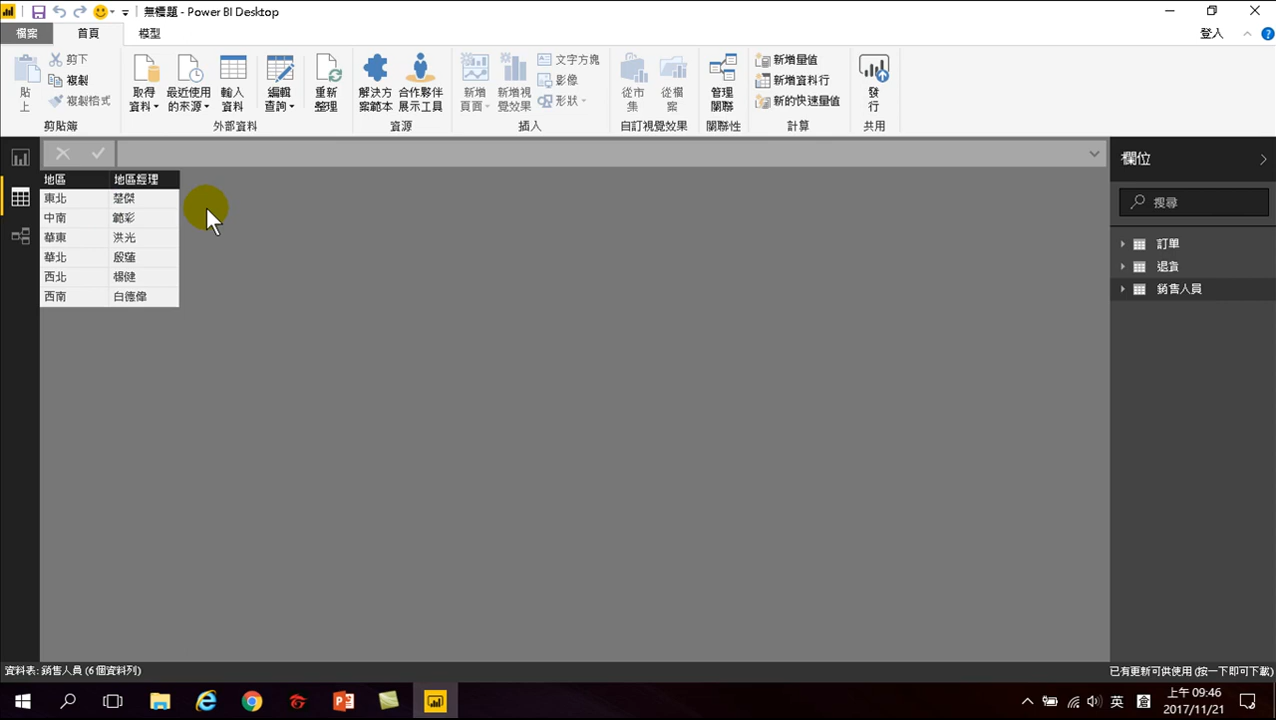 無標題 - Power BI Desktop
檔案 首頁 模型 登入
貼上 剪下 複製 複製格式 剪貼簿
取得資料 最近使用的來源 輸入資料 編輯查詢 重新整理 外部資料
解決方案範本 合作夥伴展示工具 資源
新增頁面 新增視覺效果 文字方塊 影像 形狀 插入
從市集 從檔案 自訂視覺效果
管理關聯 關聯性
新增量值 新增資料行 新的快速量值 計算
發行 共用
地區 地區經理
東北 楚傑
中南 範彩
華東 洪光
華北 殷蓮
西北 楊健
西南 白德偉
欄位
搜尋
訂單
退貨
銷售人員
資料表: 銷售人員 (6 個資料列)
已有更新可供使用 (按一下即可下載)
英
上午 09:46
2017/11/21